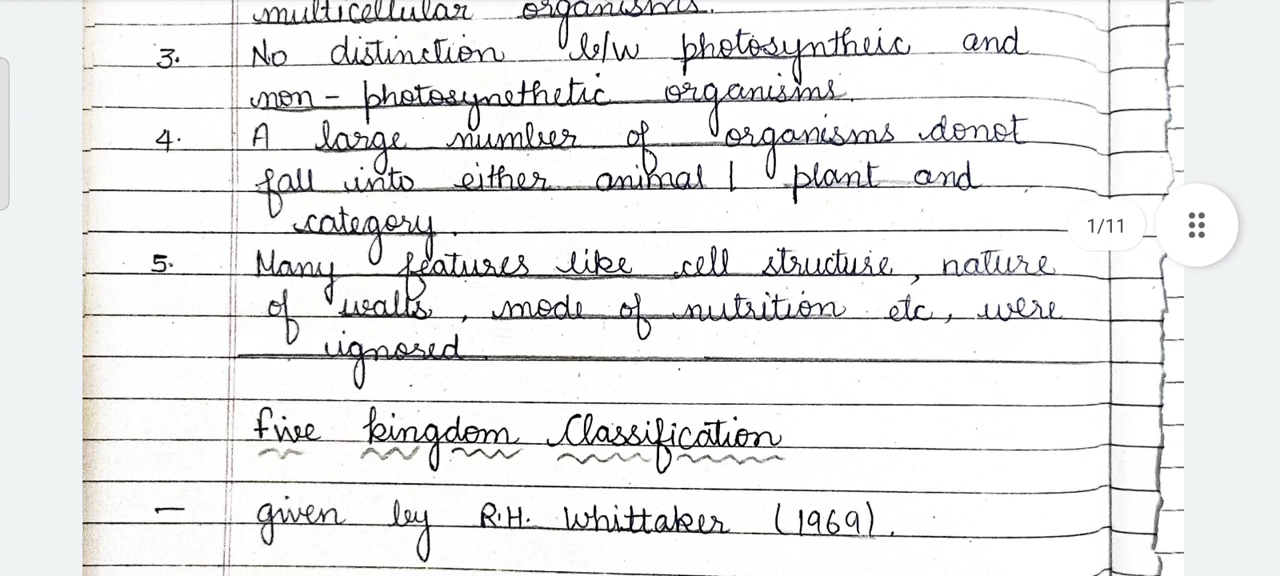 multicellular organisms.
3. No distinction b/w photosyntheic and
non - photosynethetic organisms.
4. A large number of organisms donot
fall into either animal | plant and
category.
5. Many features like cell structure, nature
of walls, mode of nutrition etc, were
ignored
1/11
five kingdom Classification
— given by R.H. Whittaker (1969).